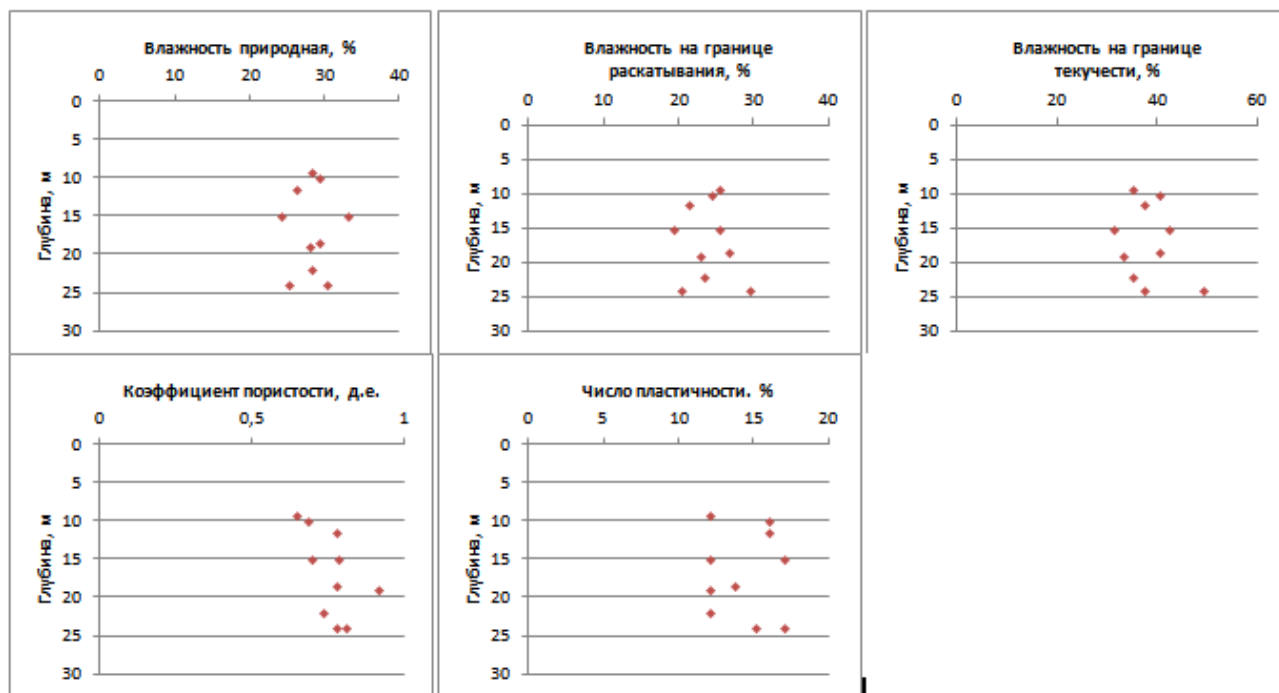 Влажность природная, %
0 10 20 30 40
0
5
10
15
20
25
30
Глубина, м
Влажность на границе
раскатывания, %
0 10 20 30 40
0
5
10
15
20
25
30
Глубина, м
Влажность на границе
текучести, %
0 20 40 60
0
5
10
15
20
25
30
Глубина, м
Коэффициент пористости, д.е.
0 0,5 1
0
5
10
15
20
25
30
Глубина, м
Число пластичности. %
0 5 10 15 20
0
5
10
15
20
25
30
Глубина, м